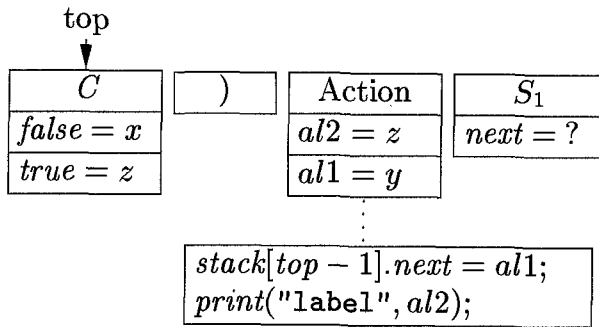 top
C ) Action S₁
false = x al2 = z next = ?
true = z al1 = y
stack[top − 1].next = al1;
print("label", al2);